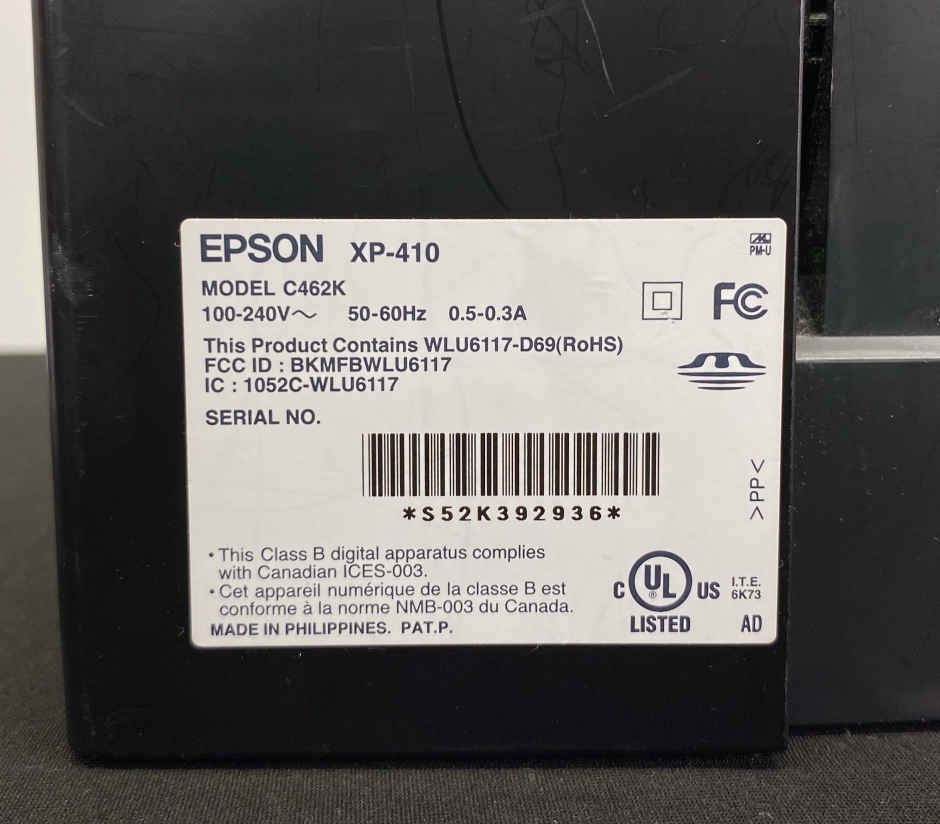 EPSON XP-410
PM-U
MODEL C462K
100-240V～ 50-60Hz 0.5-0.3A
FC
This Product Contains WLU6117-D69(RoHS)
FCC ID : BKMFBWLU6117
IC : 1052C-WLU6117
SERIAL NO.
*S52K392936*
>PP<
• This Class B digital apparatus complies
with Canadian ICES-003.
• Cet appareil numérique de la classe B est
conforme à la norme NMB-003 du Canada.
MADE IN PHILIPPINES. PAT.P.
C UL ® US
LISTED
I.T.E.
6K73
AD